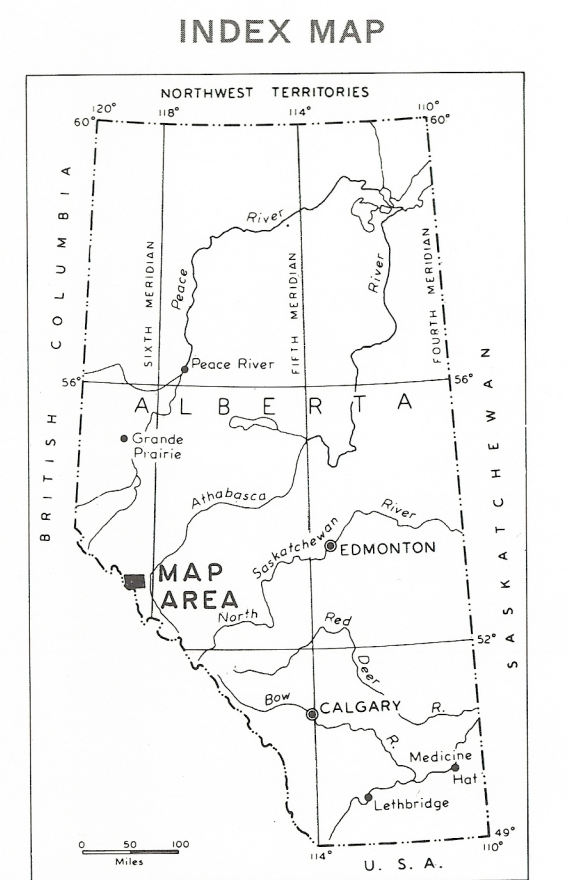 INDEX MAP
NORTHWEST TERRITORIES
120°
118°
114°
110°
60°
60°
BRITISH COLUMBIA
SIXTH MERIDIAN
FIFTH MERIDIAN
FOURTH MERIDIAN
SASKATCHEWAN
River
Peace
River
Peace River
56°
56°
ALBERTA
Grande
Prairie
Athabasca
River
Saskatchewan
EDMONTON
MAP
AREA
North
Red
52°
Deer
Bow
CALGARY
R.
R.
Medicine
Hat
Lethbridge
49°
0 50 100
Miles
114°
110°
U. S. A.